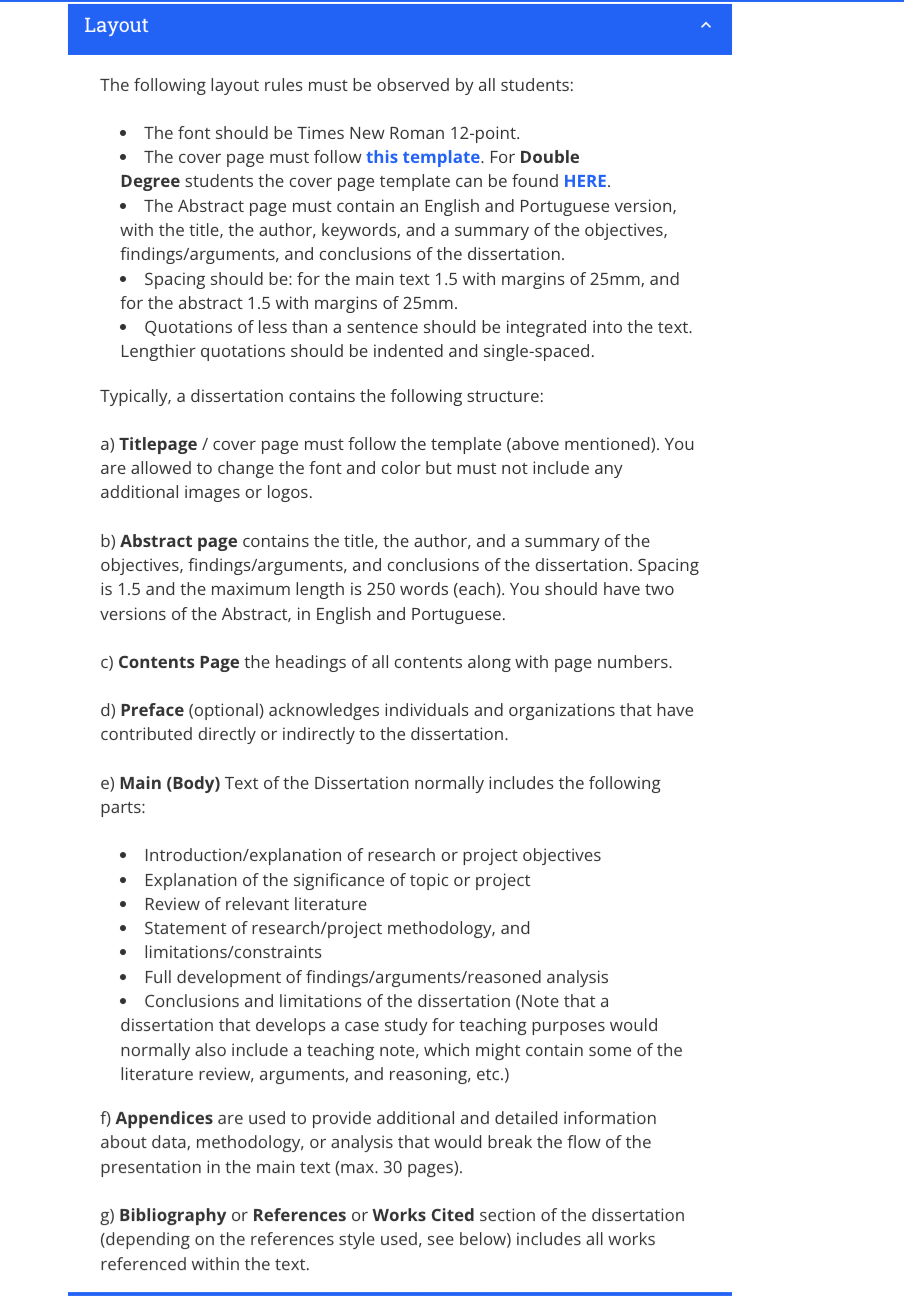 Layout
The following layout rules must be observed by all students:
• The font should be Times New Roman 12-point.
• The cover page must follow this template. For Double
Degree students the cover page template can be found HERE.
• The Abstract page must contain an English and Portuguese version,
with the title, the author, keywords, and a summary of the objectives,
findings/arguments, and conclusions of the dissertation.
• Spacing should be: for the main text 1.5 with margins of 25mm, and
for the abstract 1.5 with margins of 25mm.
• Quotations of less than a sentence should be integrated into the text.
Lengthier quotations should be indented and single-spaced.
Typically, a dissertation contains the following structure:
a) Titlepage / cover page must follow the template (above mentioned). You
are allowed to change the font and color but must not include any
additional images or logos.
b) Abstract page contains the title, the author, and a summary of the
objectives, findings/arguments, and conclusions of the dissertation. Spacing
is 1.5 and the maximum length is 250 words (each). You should have two
versions of the Abstract, in English and Portuguese.
c) Contents Page the headings of all contents along with page numbers.
d) Preface (optional) acknowledges individuals and organizations that have
contributed directly or indirectly to the dissertation.
e) Main (Body) Text of the Dissertation normally includes the following
parts:
• Introduction/explanation of research or project objectives
• Explanation of the significance of topic or project
• Review of relevant literature
• Statement of research/project methodology, and
• limitations/constraints
• Full development of findings/arguments/reasoned analysis
• Conclusions and limitations of the dissertation (Note that a
dissertation that develops a case study for teaching purposes would
normally also include a teaching note, which might contain some of the
literature review, arguments, and reasoning, etc.)
f) Appendices are used to provide additional and detailed information
about data, methodology, or analysis that would break the flow of the
presentation in the main text (max. 30 pages).
g) Bibliography or References or Works Cited section of the dissertation
(depending on the references style used, see below) includes all works
referenced within the text.